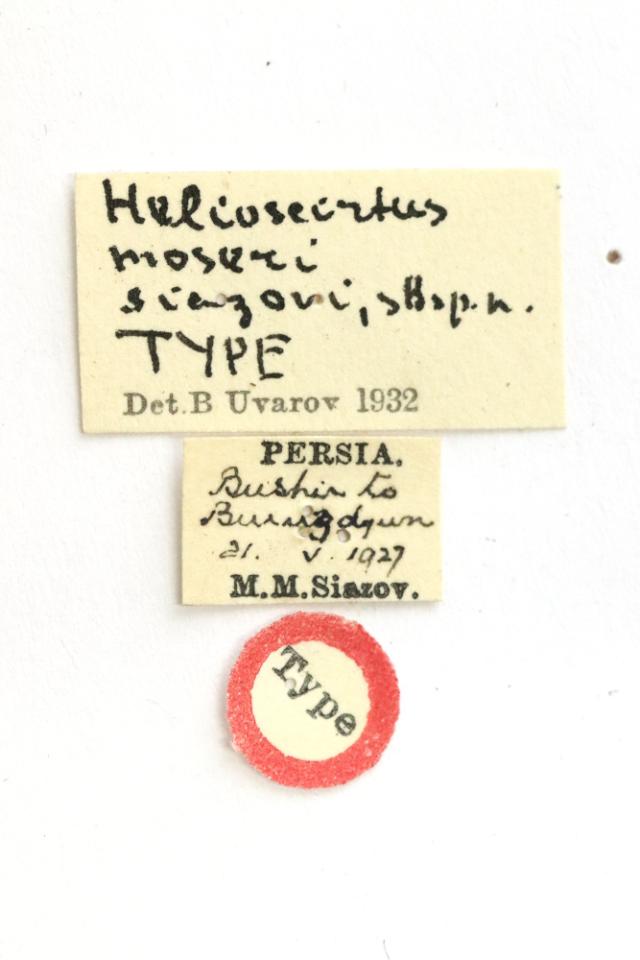 Helioscirtus
moseri
siazovi, sbsp. n.
TYPE
Det. B Uvarov 1932
PERSIA.
Bushir to
21. V. 1927
M.M. Siazov.
Type